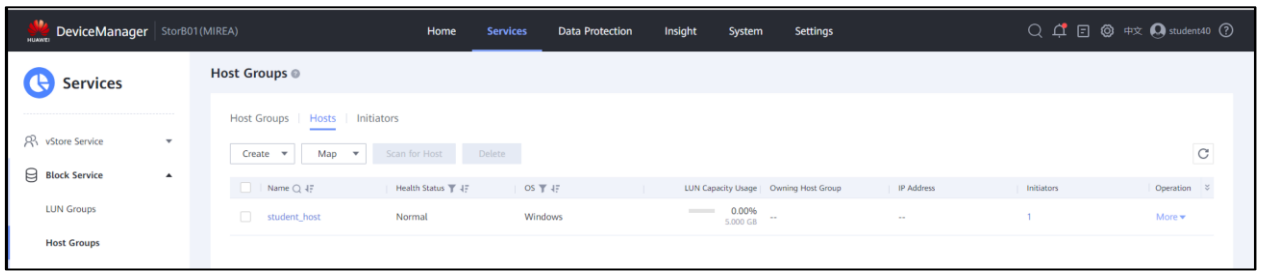 HUAWEI DeviceManager StorB01(MIREA) Home Services Data Protection Insight System Settings 中文 student40
Services
Host Groups
Host Groups Hosts Initiators
vStore Service
Create Map Scan for Host Delete
Block Service
Name Health Status OS LUN Capacity Usage Owning Host Group IP Address Initiators Operation
LUN Groups
student_host Normal Windows 0.00% -- -- 1 More
5.000 GB
Host Groups